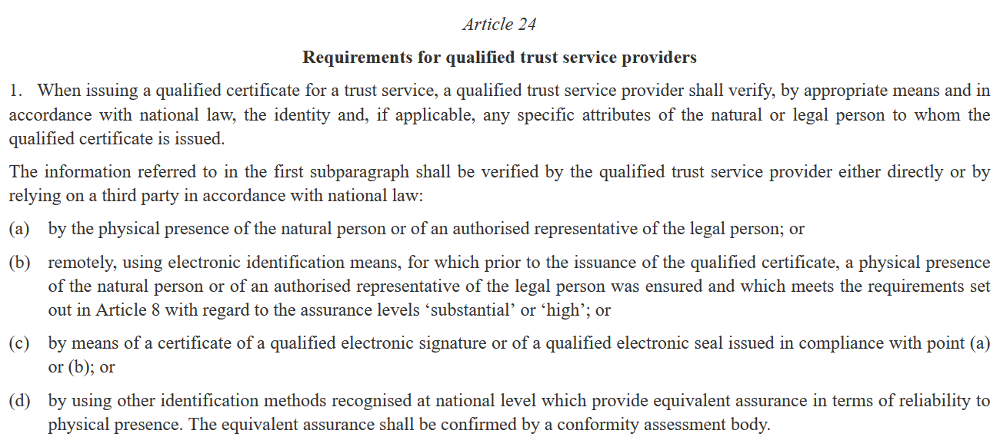 Article 24
Requirements for qualified trust service providers
1. When issuing a qualified certificate for a trust service, a qualified trust service provider shall verify, by appropriate means and in
accordance with national law, the identity and, if applicable, any specific attributes of the natural or legal person to whom the
qualified certificate is issued.
The information referred to in the first subparagraph shall be verified by the qualified trust service provider either directly or by
relying on a third party in accordance with national law:
(a) by the physical presence of the natural person or of an authorised representative of the legal person; or
(b) remotely, using electronic identification means, for which prior to the issuance of the qualified certificate, a physical presence
of the natural person or of an authorised representative of the legal person was ensured and which meets the requirements set
out in Article 8 with regard to the assurance levels ‘substantial’ or ‘high’; or
(c) by means of a certificate of a qualified electronic signature or of a qualified electronic seal issued in compliance with point (a)
or (b); or
(d) by using other identification methods recognised at national level which provide equivalent assurance in terms of reliability to
physical presence. The equivalent assurance shall be confirmed by a conformity assessment body.